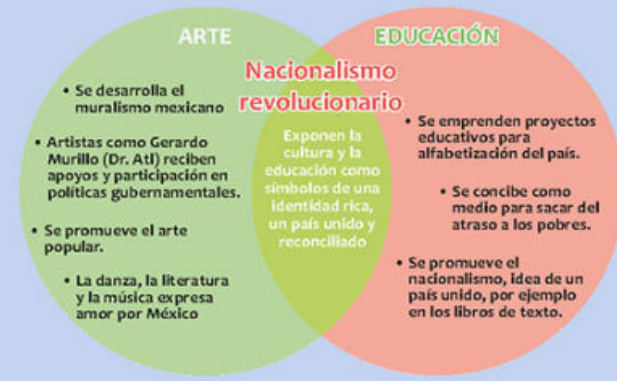 ARTE
• Se desarrolla el
muralismo mexicano
• Artistas como Gerardo
Murillo (Dr. Atl) reciben
apoyos y participación en
políticas gubernamentales.
• Se promueve el arte
popular.
• La danza, la literatura
y la música expresa
amor por México
Nacionalismo
revolucionario
Exponen la
cultura y la
educación como
símbolos de una
identidad rica,
un país unido y
reconciliado
EDUCACIÓN
• Se emprenden proyectos
educativos para
alfabetización del país.
• Se concibe como
medio para sacar del
atraso a los pobres.
• Se promueve el
nacionalismo, idea de un
país unido, por ejemplo
en los libros de texto.